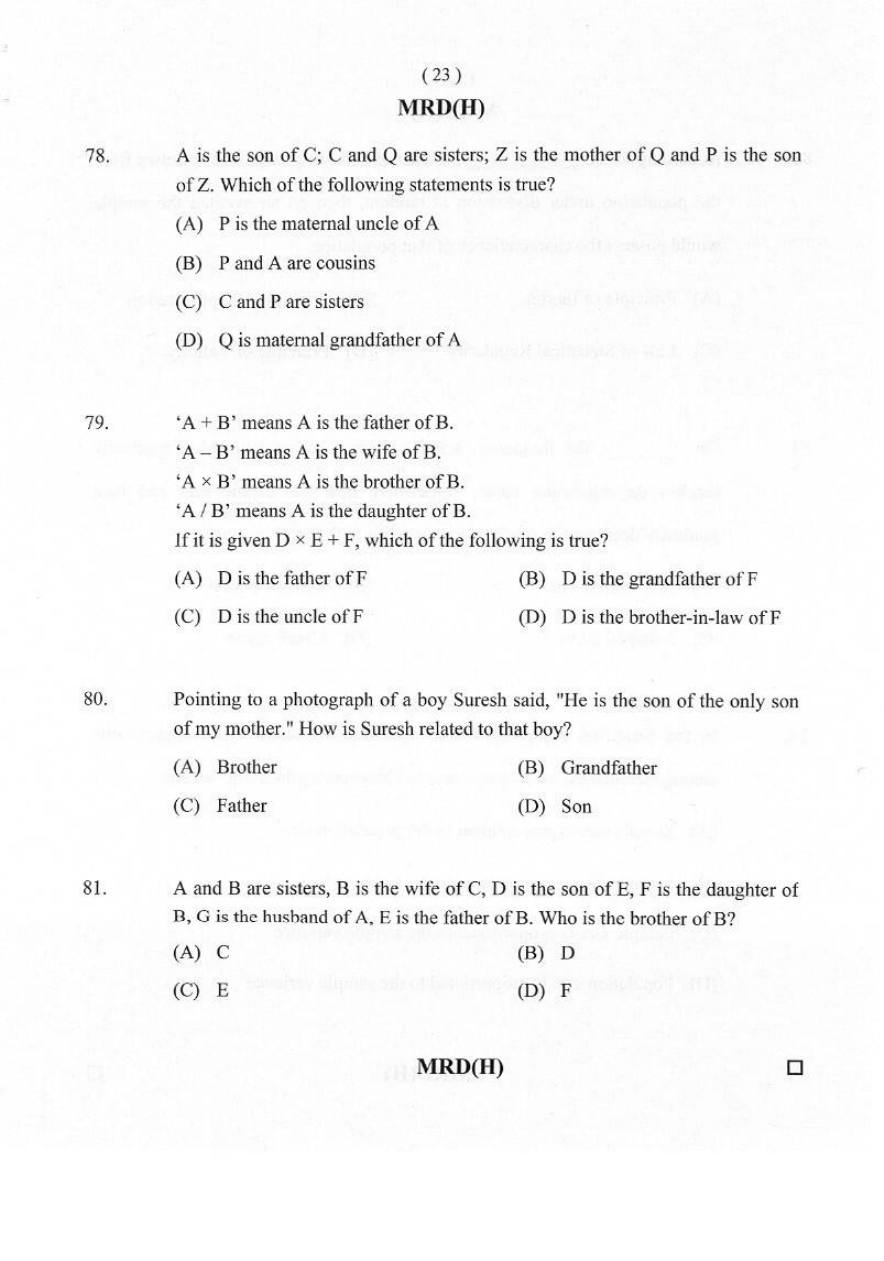 ( 23 )
MRD(H)
78. A is the son of C; C and Q are sisters; Z is the mother of Q and P is the son
of Z. Which of the following statements is true?
(A) P is the maternal uncle of A
(B) P and A are cousins
(C) C and P are sisters
(D) Q is maternal grandfather of A
79. ‘A + B’ means A is the father of B.
‘A – B’ means A is the wife of B.
‘A × B’ means A is the brother of B.
‘A / B’ means A is the daughter of B.
If it is given D × E + F, which of the following is true?
(A) D is the father of F (B) D is the grandfather of F
(C) D is the uncle of F (D) D is the brother-in-law of F
80. Pointing to a photograph of a boy Suresh said, "He is the son of the only son
of my mother." How is Suresh related to that boy?
(A) Brother (B) Grandfather
(C) Father (D) Son
81. A and B are sisters, B is the wife of C, D is the son of E, F is the daughter of
B, G is the husband of A, E is the father of B. Who is the brother of B?
(A) C (B) D
(C) E (D) F
MRD(H)